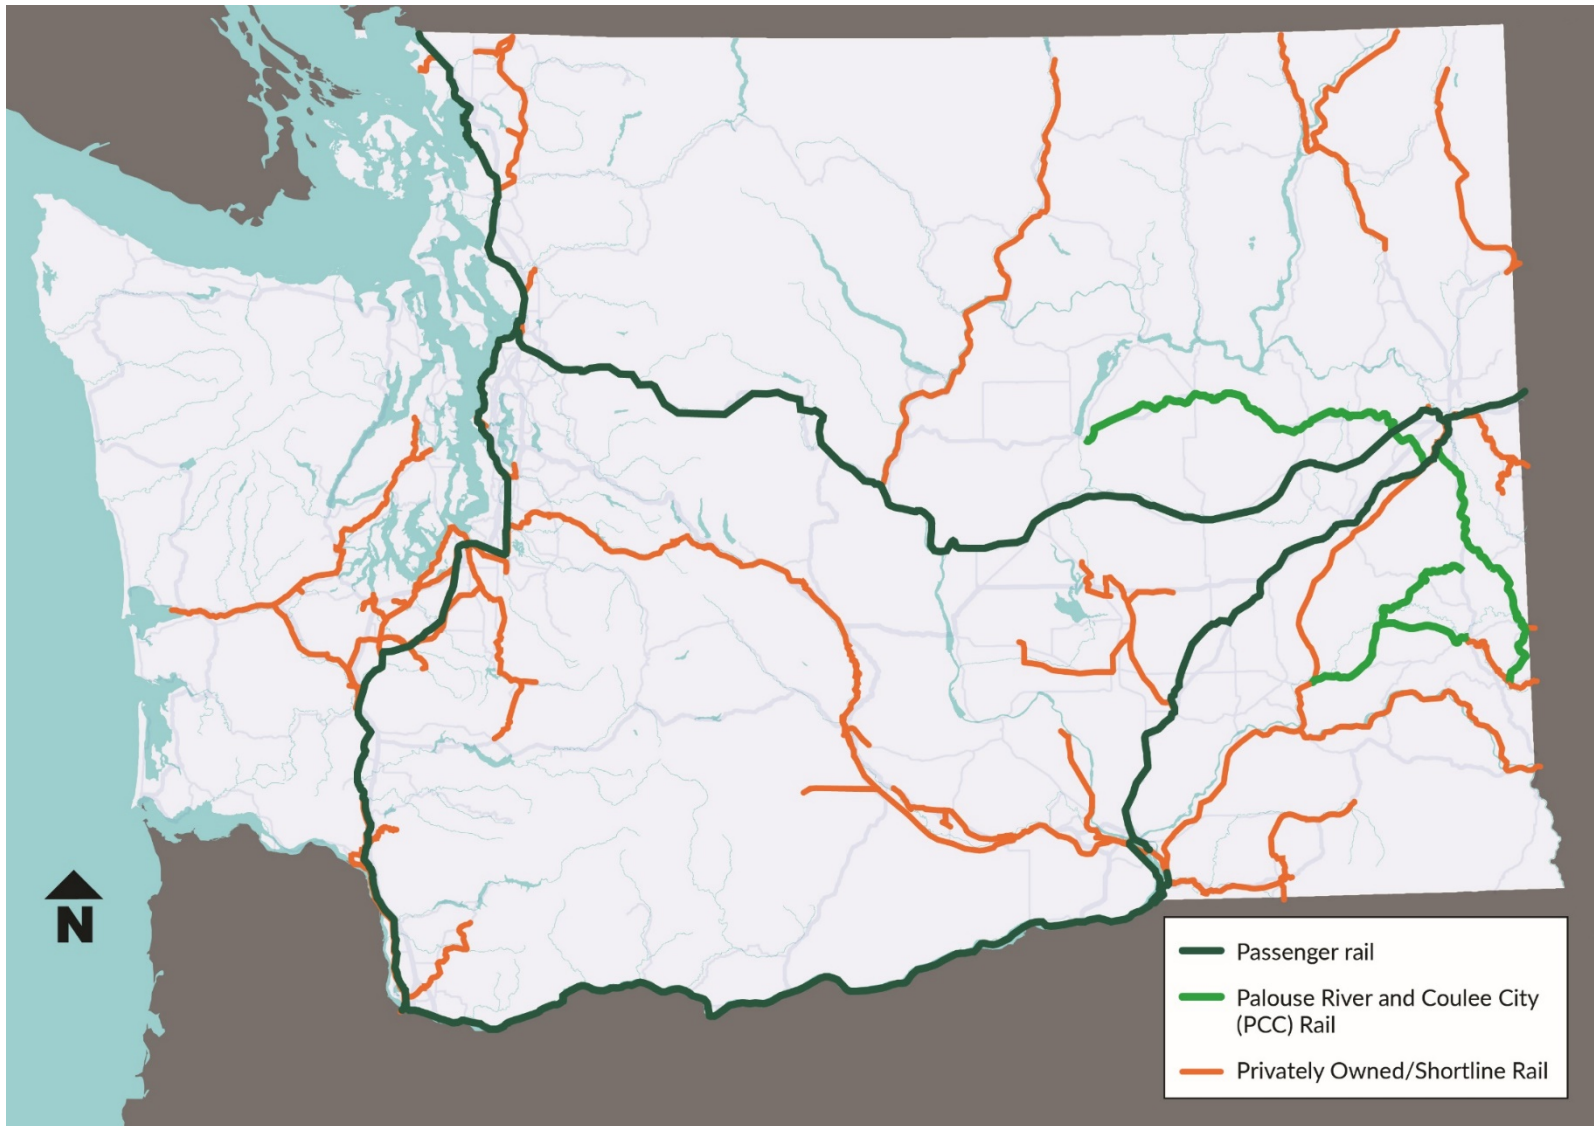 N
Passenger rail
Palouse River and Coulee City
(PCC) Rail
Privately Owned/Shortline Rail